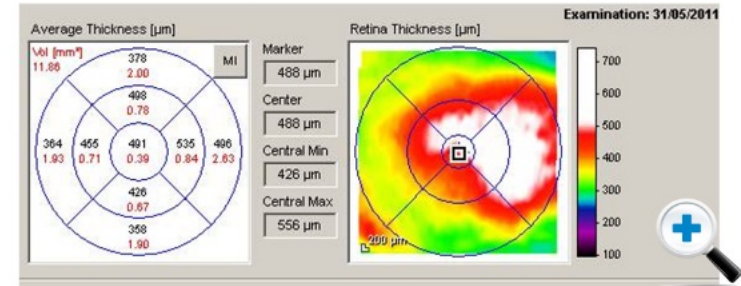 Examination: 31/05/2011
Average Thickness [µm]
Vol [mm³]
11.86
MI
378
2.00
498
0.78
364 455 491 535 496
1.93 0.71 0.39 0.84 2.63
426
0.67
358
1.90
Marker
488 µm
Center
488 µm
Central Min
426 µm
Central Max
556 µm
Retina Thickness [µm]
200 µm
700
600
500
400
300
200
100